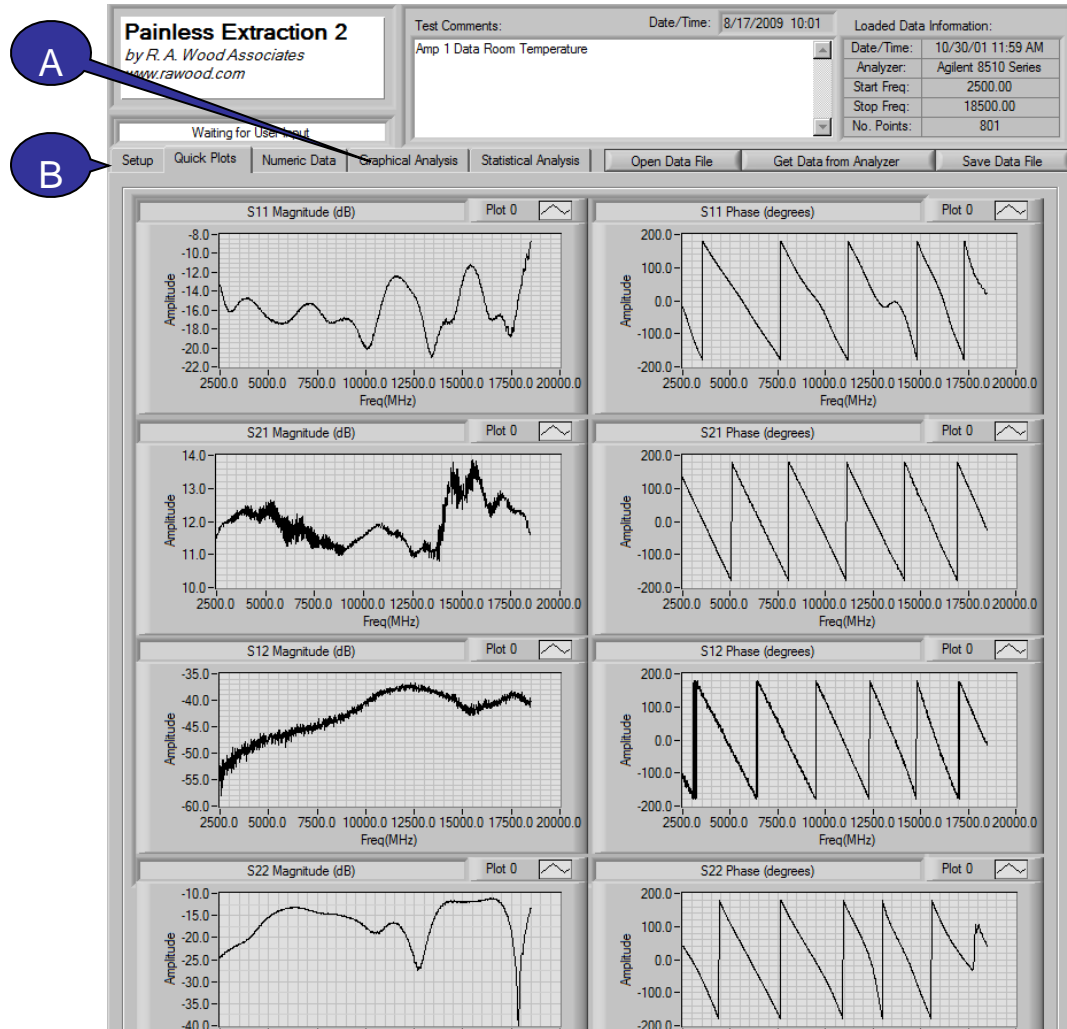 Painless Extraction 2
by R. A. Wood Associates
www.rawood.com
Waiting for User Input
Test Comments:
Date/Time: 8/17/2009 10:01
Amp 1 Data Room Temperature
Loaded Data Information:
Date/Time: 10/30/01 11:59 AM
Analyzer: Agilent 8510 Series
Start Freq: 2500.00
Stop Freq: 18500.00
No. Points: 801
A
B
Setup Quick Plots Numeric Data Graphical Analysis Statistical Analysis Open Data File Get Data from Analyzer Save Data File
S11 Magnitude (dB) Plot 0
Amplitude
-8.0
-10.0
-12.0
-14.0
-16.0
-18.0
-20.0
-22.0
2500.0 5000.0 7500.0 10000.0 12500.0 15000.0 17500.0 20000.0
Freq(MHz)
S11 Phase (degrees) Plot 0
Amplitude
200.0
100.0
0.0
-100.0
-200.0
2500.0 5000.0 7500.0 10000.0 12500.0 15000.0 17500.0 20000.0
Freq(MHz)
S21 Magnitude (dB) Plot 0
Amplitude
14.0
13.0
12.0
11.0
10.0
2500.0 5000.0 7500.0 10000.0 12500.0 15000.0 17500.0 20000.0
Freq(MHz)
S21 Phase (degrees) Plot 0
Amplitude
200.0
100.0
0.0
-100.0
-200.0
2500.0 5000.0 7500.0 10000.0 12500.0 15000.0 17500.0 20000.0
Freq(MHz)
S12 Magnitude (dB) Plot 0
Amplitude
-35.0
-40.0
-45.0
-50.0
-55.0
-60.0
2500.0 5000.0 7500.0 10000.0 12500.0 15000.0 17500.0 20000.0
Freq(MHz)
S12 Phase (degrees) Plot 0
Amplitude
200.0
100.0
0.0
-100.0
-200.0
2500.0 5000.0 7500.0 10000.0 12500.0 15000.0 17500.0 20000.0
Freq(MHz)
S22 Magnitude (dB) Plot 0
Amplitude
-10.0
-15.0
-20.0
-25.0
-30.0
-35.0
-40.0
S22 Phase (degrees) Plot 0
Amplitude
200.0
100.0
0.0
-100.0
-200.0